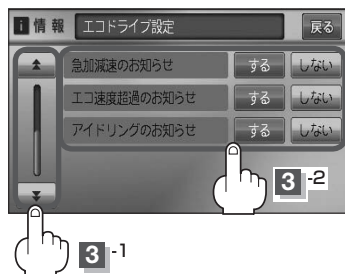 i 情報 エコドライブ設定 戻る
急加減速のお知らせ する しない
エコ速度超過のお知らせ する しない
アイドリングのお知らせ する しない
3 -2
3 -1